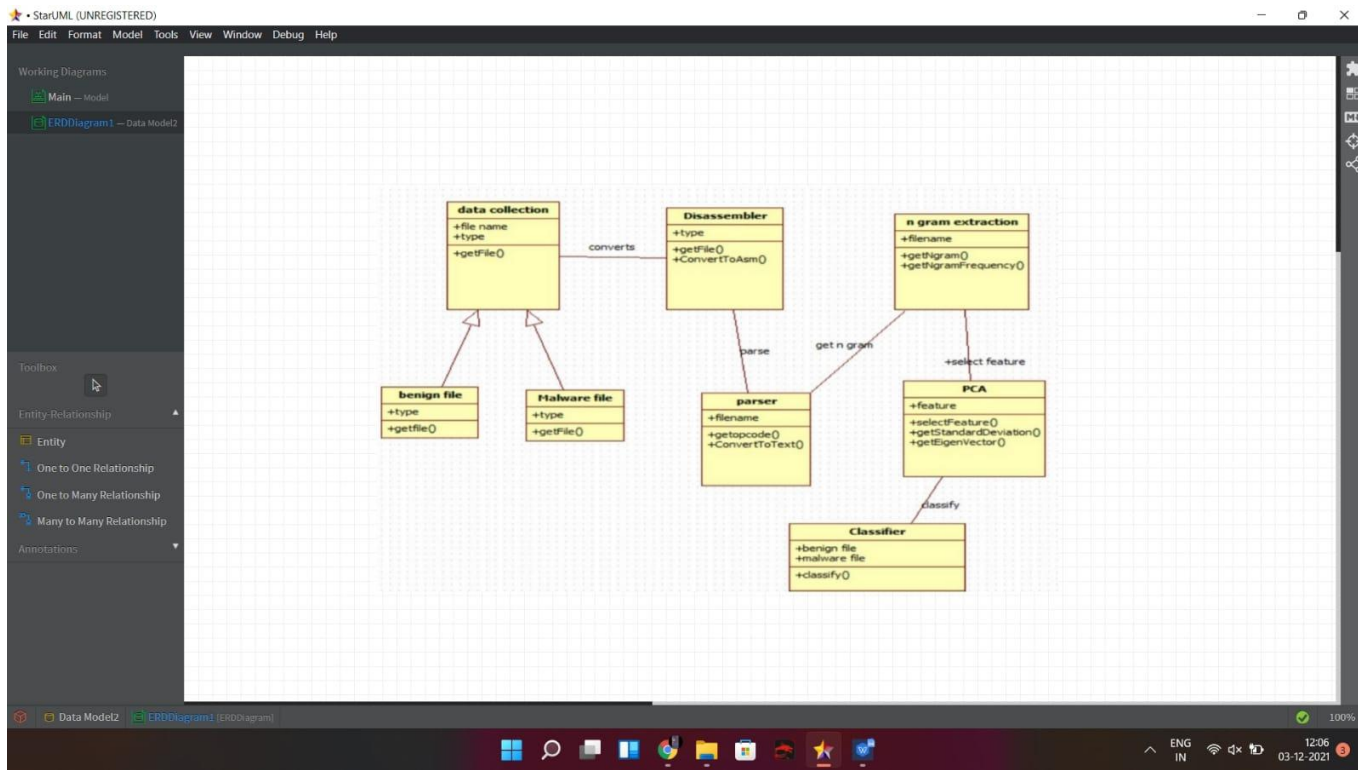 • StarUML (UNREGISTERED)
File Edit Format Model Tools View Window Debug Help
Working Diagrams
Main — Model
ERDDiagram1 — Data Model2
Toolbox
Entity-Relationship
Entity
One to One Relationship
One to Many Relationship
Many to Many Relationship
Annotations
data collection
+file name
+type
+getFile()
converts
Disassembler
+type
+getFile()
+ConvertToAsm()
n gram extraction
+filename
+getNgram()
+getNgramFrequency()
parse
get n gram
+select feature
benign file
+type
+getfile()
Malware file
+type
+getFile()
parser
+filename
+getopcode()
+ConvertToText()
PCA
+feature
+selectFeature()
+getStandardDeviation()
+getEigenVector()
classify
Classifier
+benign file
+malware file
+classify()
Data Model2 ERDDiagram1 [ERDDiagram]
100%
ENG
IN
12:06
03-12-2021
3